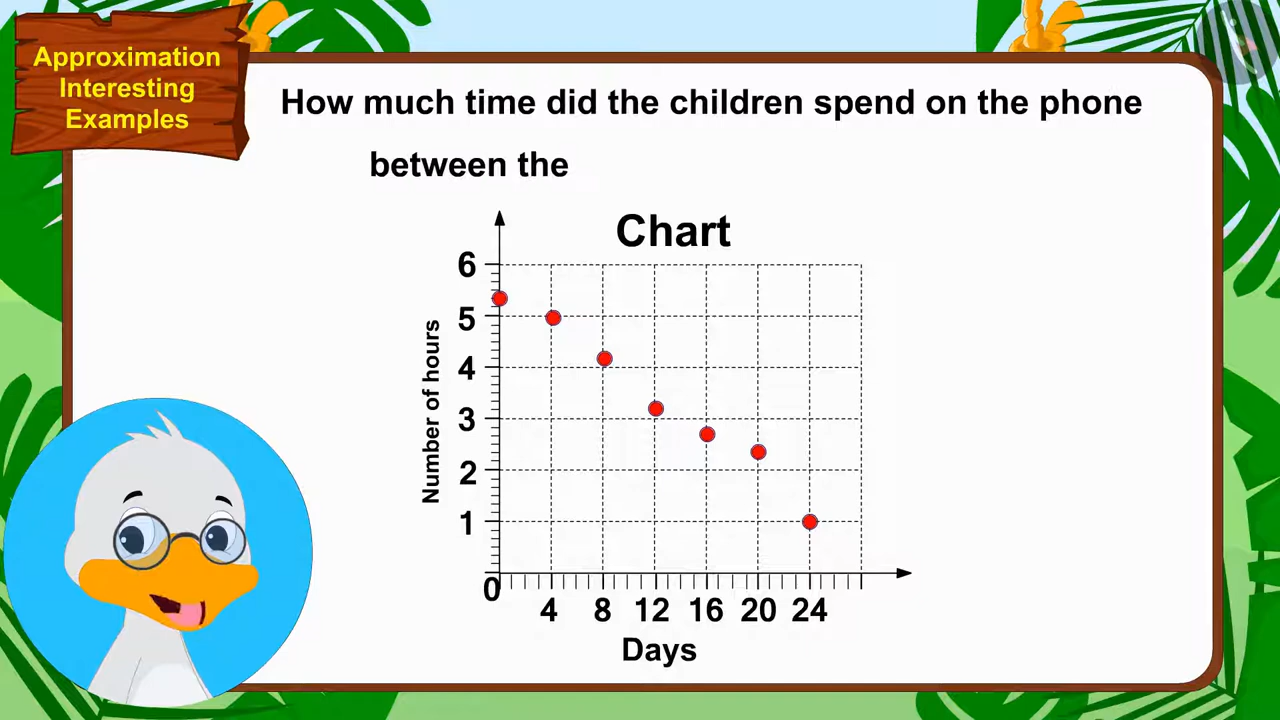 Approximation
Interesting
Examples
How much time did the children spend on the phone
between the
Chart
6
5
4
3
2
1
0
Number of hours
4 8 12 16 20 24
Days